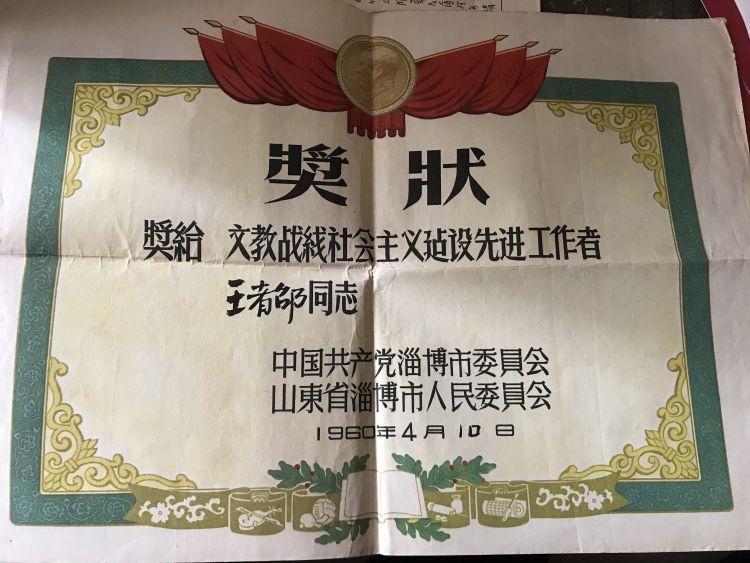 獎狀
獎給 文教战綫社会主义建设先进工作者
王者邵同志
中国共产党淄博市委員会
山東省淄博市人民委員会
1960年4月10日